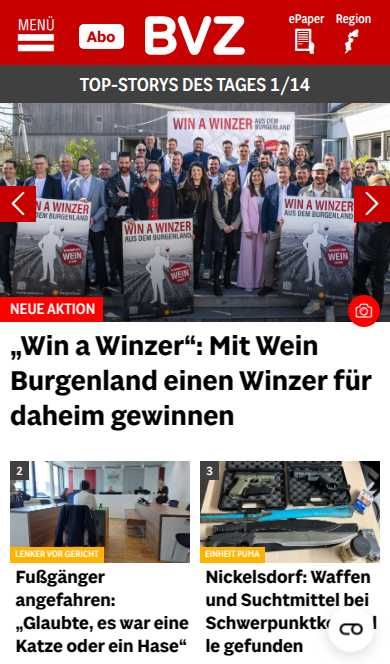 MENÜ
Abo
BVZ
ePaper
Region
TOP-STORYS DES TAGES 1/14
WIN A WINZER AUS DEM BURGENLAND
WIN A WINZER
AUS DEM BURGENLAND
WIN A WINZER
AUS DEM BURGENLAND
WIN A WINZER
AUS DEM BURGENLAND
WEIN
WEIN
WEIN
NEUE AKTION
„Win a Winzer“: Mit Wein
Burgenland einen Winzer für
daheim gewinnen
2
LENKER VOR GERICHT
Fußgänger
angefahren:
„Glaubte, es war eine
Katze oder ein Hase“
3
EINHEIT PUMA
Nickelsdorf: Waffen
und Suchtmittel bei
Schwerpunktko
le gefunden